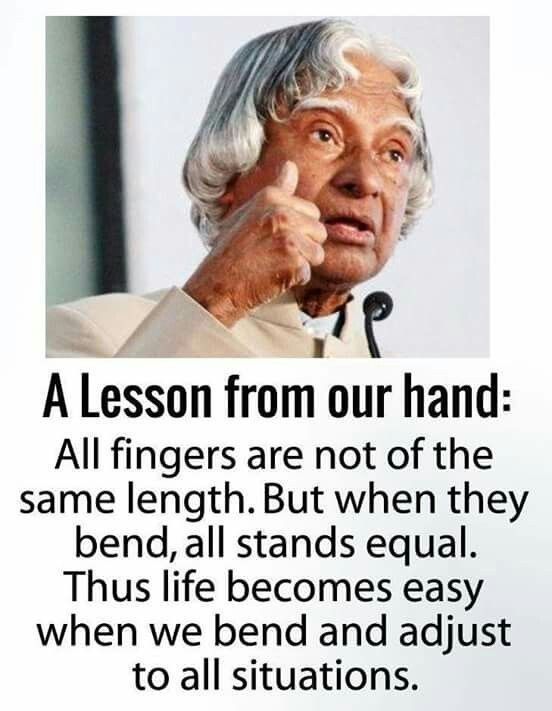 A Lesson from our hand:
All fingers are not of the
same length. But when they
bend, all stands equal.
Thus life becomes easy
when we bend and adjust
to all situations.